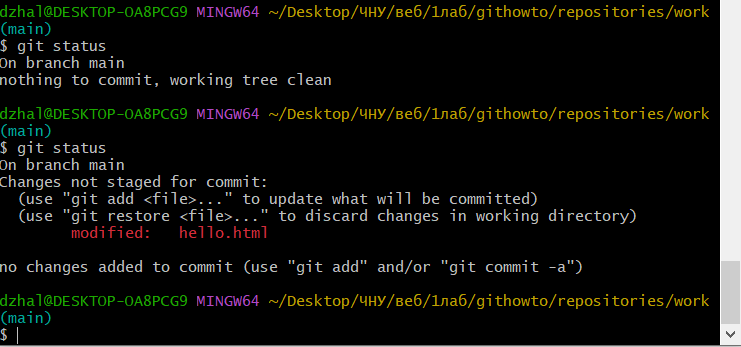 dzhal@DESKTOP-OA8PCG9 MINGW64 ~/Desktop/ЧНУ/веб/1лаб/githowto/repositories/work
(main)
$ git status
On branch main
nothing to commit, working tree clean
dzhal@DESKTOP-OA8PCG9 MINGW64 ~/Desktop/ЧНУ/веб/1лаб/githowto/repositories/work
(main)
$ git status
On branch main
Changes not staged for commit:
  (use "git add <file>..." to update what will be committed)
  (use "git restore <file>..." to discard changes in working directory)
        modified:   hello.html
no changes added to commit (use "git add" and/or "git commit -a")
dzhal@DESKTOP-OA8PCG9 MINGW64 ~/Desktop/ЧНУ/веб/1лаб/githowto/repositories/work
(main)
$